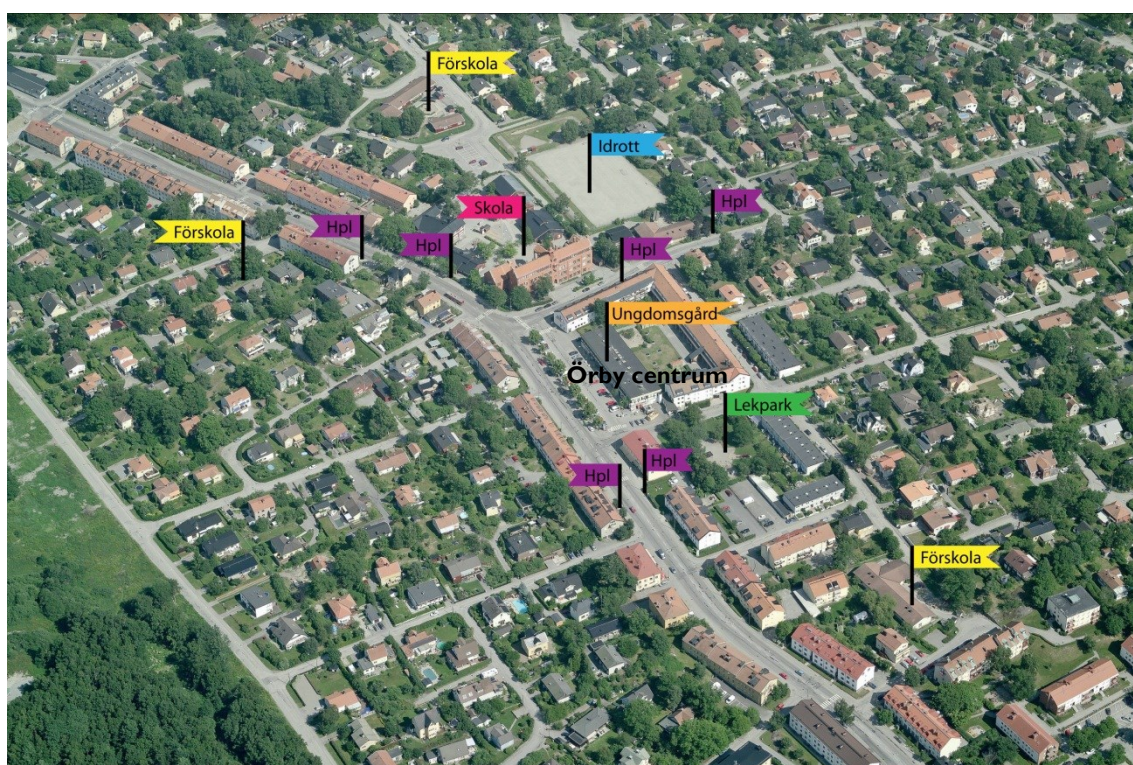 Förskola
Idrott
Hpl
Skola
Förskola
Hpl
Hpl
Hpl
Ungdomsgård
Örby centrum
Lekpark
Hpl
Hpl
Förskola